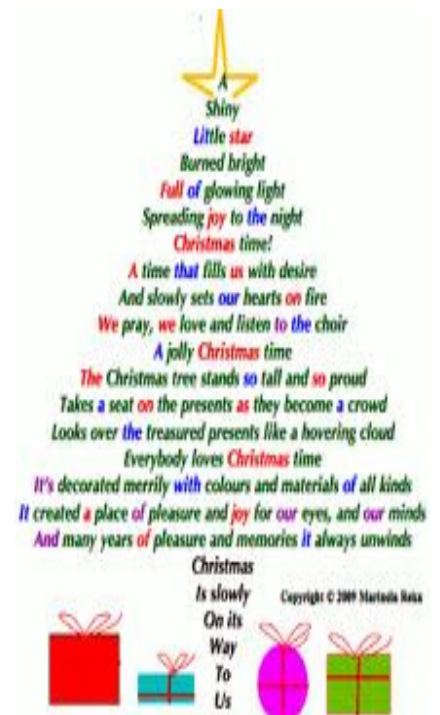 A
Shiny
Little star
Burned bright
Full of glowing light
Spreading joy to the night
Christmas time!
A time that fills us with desire
And slowly sets our hearts on fire
We pray, we love and listen to the choir
A jolly Christmas time
The Christmas tree stands so tall and so proud
Takes a seat on the presents as they become a crowd
Looks over the treasured presents like a hovering cloud
Everybody loves Christmas time
It's decorated merrily with colours and materials of all kinds
It created a place of pleasure and joy for our eyes, and our minds
And many years of pleasure and memories it always unwinds
Christmas
Is slowly
Copyright © 2009
On its
Way
To
Us